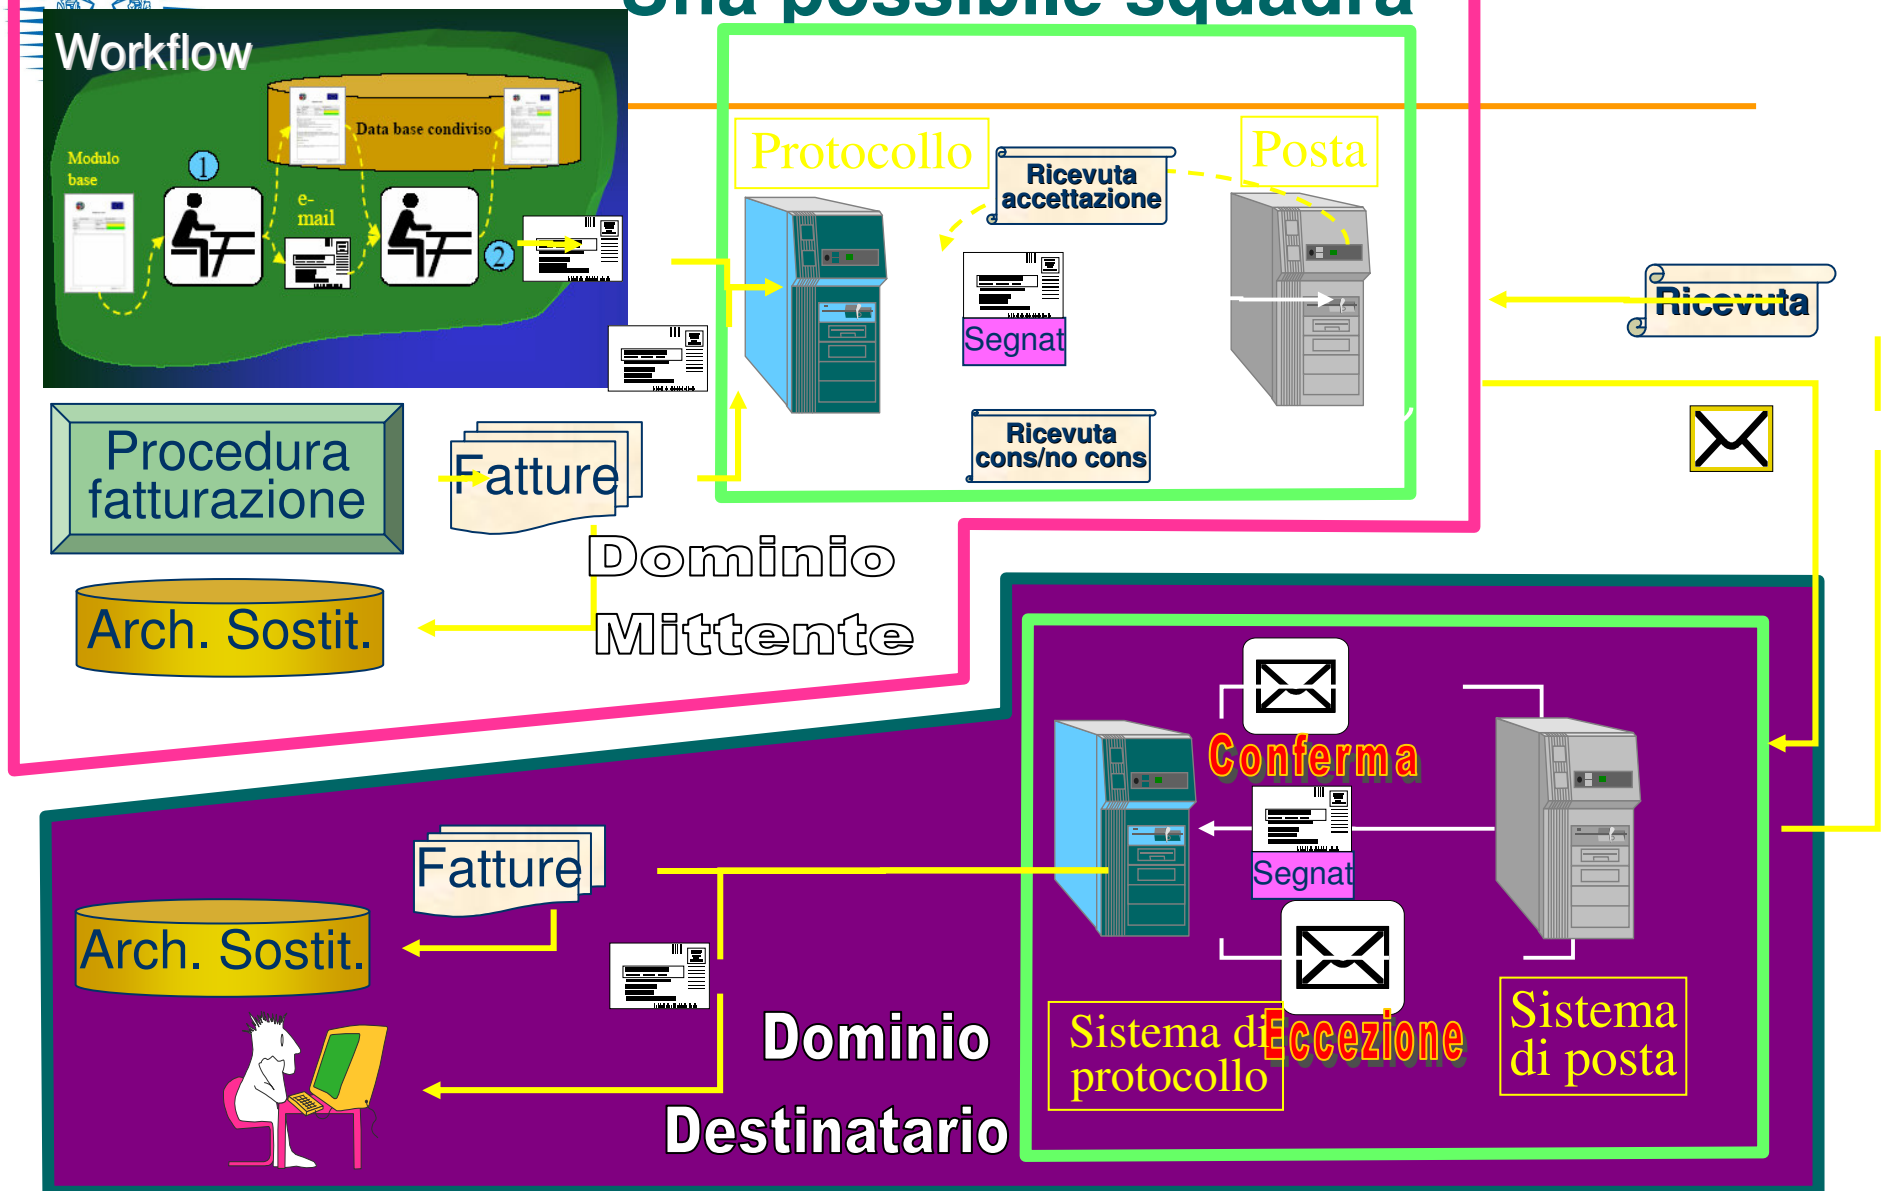 Una possibile squadra
Workflow
Data base condiviso
Modulo
base
1
e-
mail
2
Protocollo
Posta
Ricevuta
accettazione
Segnat
Ricevuta
cons/no cons
Ricevuta
Procedura
fatturazione
Fatture
Arch. Sostit.
Dominio
Mittente
Conferma
Segnat
Eccezione
Sistema di
protocollo
Sistema
di posta
Fatture
Arch. Sostit.
Dominio
Destinatario